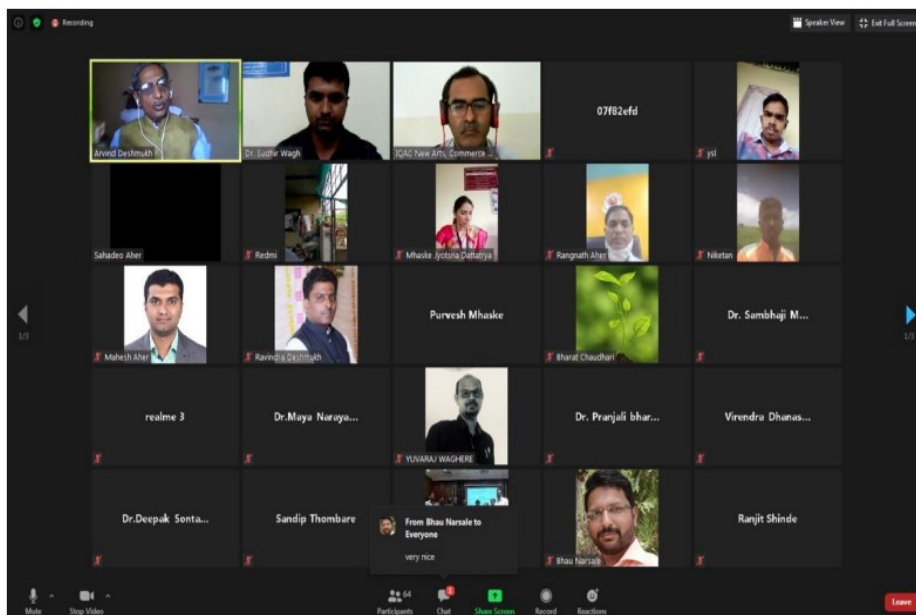 Recording
Speaker View
Exit Full Screen
Arvind Deshmukh
Dr. Sudhir Wagh
IQAC New Arts, Commerce ...
07f82efd
ysl
Sahadeo Aher
Redmi
Mhaske Jyotsna Dattatrya
Rangnath Aher
Niketan
1/3
1/3
Mahesh Aher
Ravindra Deshmukh
Purvesh Mhaske
Bharat Chaudhari
Dr. Sambhaji M...
realme 3
Dr.Maya Naraya...
YUVARAJ WAGHERE
Dr. Pranjali bhar...
Virendra Dhanas...
Dr.Deepak Sonta...
Sandip Thombare
From Bhau Narsale to
Everyone
very nice
Bhau Narsale
Ranjit Shinde
Mute
Stop Video
Participants
64
Chat
1
Share Screen
Record
Reactions
Leave